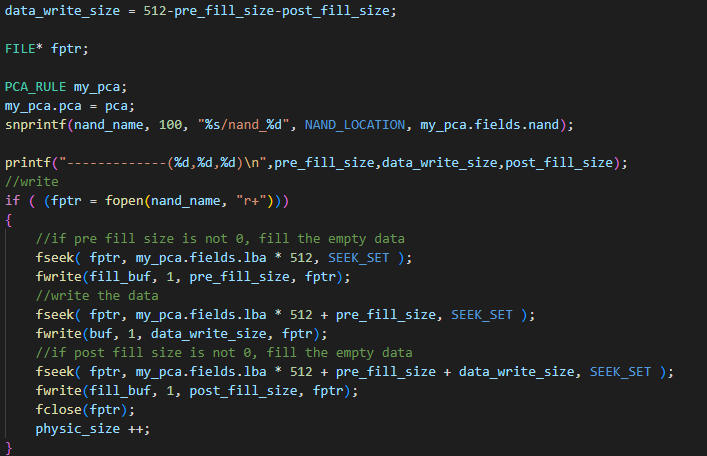 data_write_size = 512-pre_fill_size-post_fill_size;
FILE* fptr;
PCA_RULE my_pca;
my_pca.pca = pca;
snprintf(nand_name, 100, "%s/nand_%d", NAND_LOCATION, my_pca.fields.nand);
printf("-------------(%d,%d,%d)\n",pre_fill_size,data_write_size,post_fill_size);
//write
if ( (fptr = fopen(nand_name, "r+")))
{
    //if pre fill size is not 0, fill the empty data
    fseek( fptr, my_pca.fields.lba * 512, SEEK_SET );
    fwrite(fill_buf, 1, pre_fill_size, fptr);
    //write the data
    fseek( fptr, my_pca.fields.lba * 512 + pre_fill_size, SEEK_SET );
    fwrite(buf, 1, data_write_size, fptr);
    //if post fill size is not 0, fill the empty data
    fseek( fptr, my_pca.fields.lba * 512 + pre_fill_size + data_write_size, SEEK_SET );
    fwrite(fill_buf, 1, post_fill_size, fptr);
    fclose(fptr);
    physic_size ++;
}